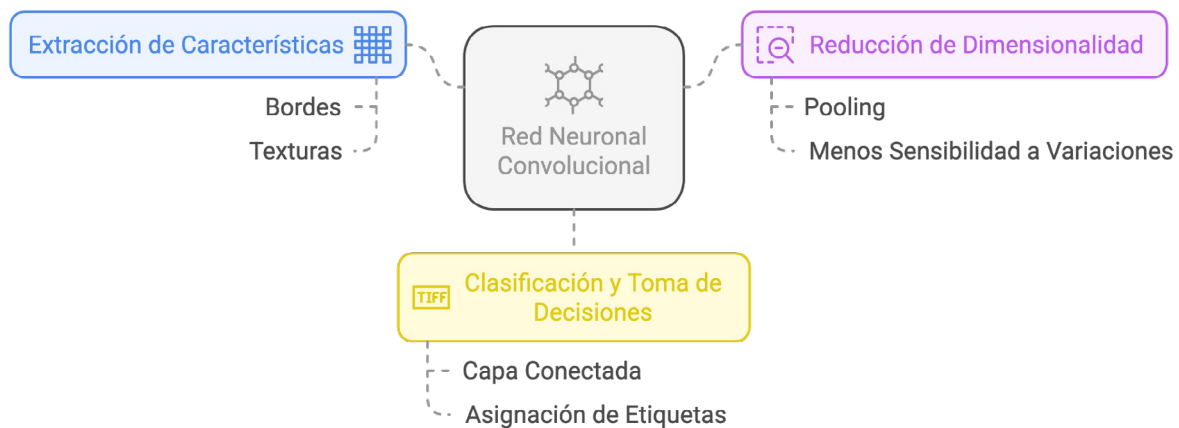 Extracción de Características
Bordes
Texturas
Red Neuronal
Convolucional
Reducción de Dimensionalidad
Pooling
Menos Sensibilidad a Variaciones
TIFF
Clasificación y Toma de
Decisiones
Capa Conectada
Asignación de Etiquetas